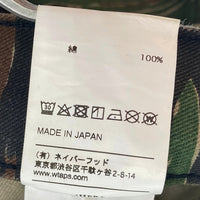 綿 100%
MADE IN JAPAN
(有) ネイバーフッド
東京都渋谷区千駄ヶ谷2-8-14
www.wtaps.com